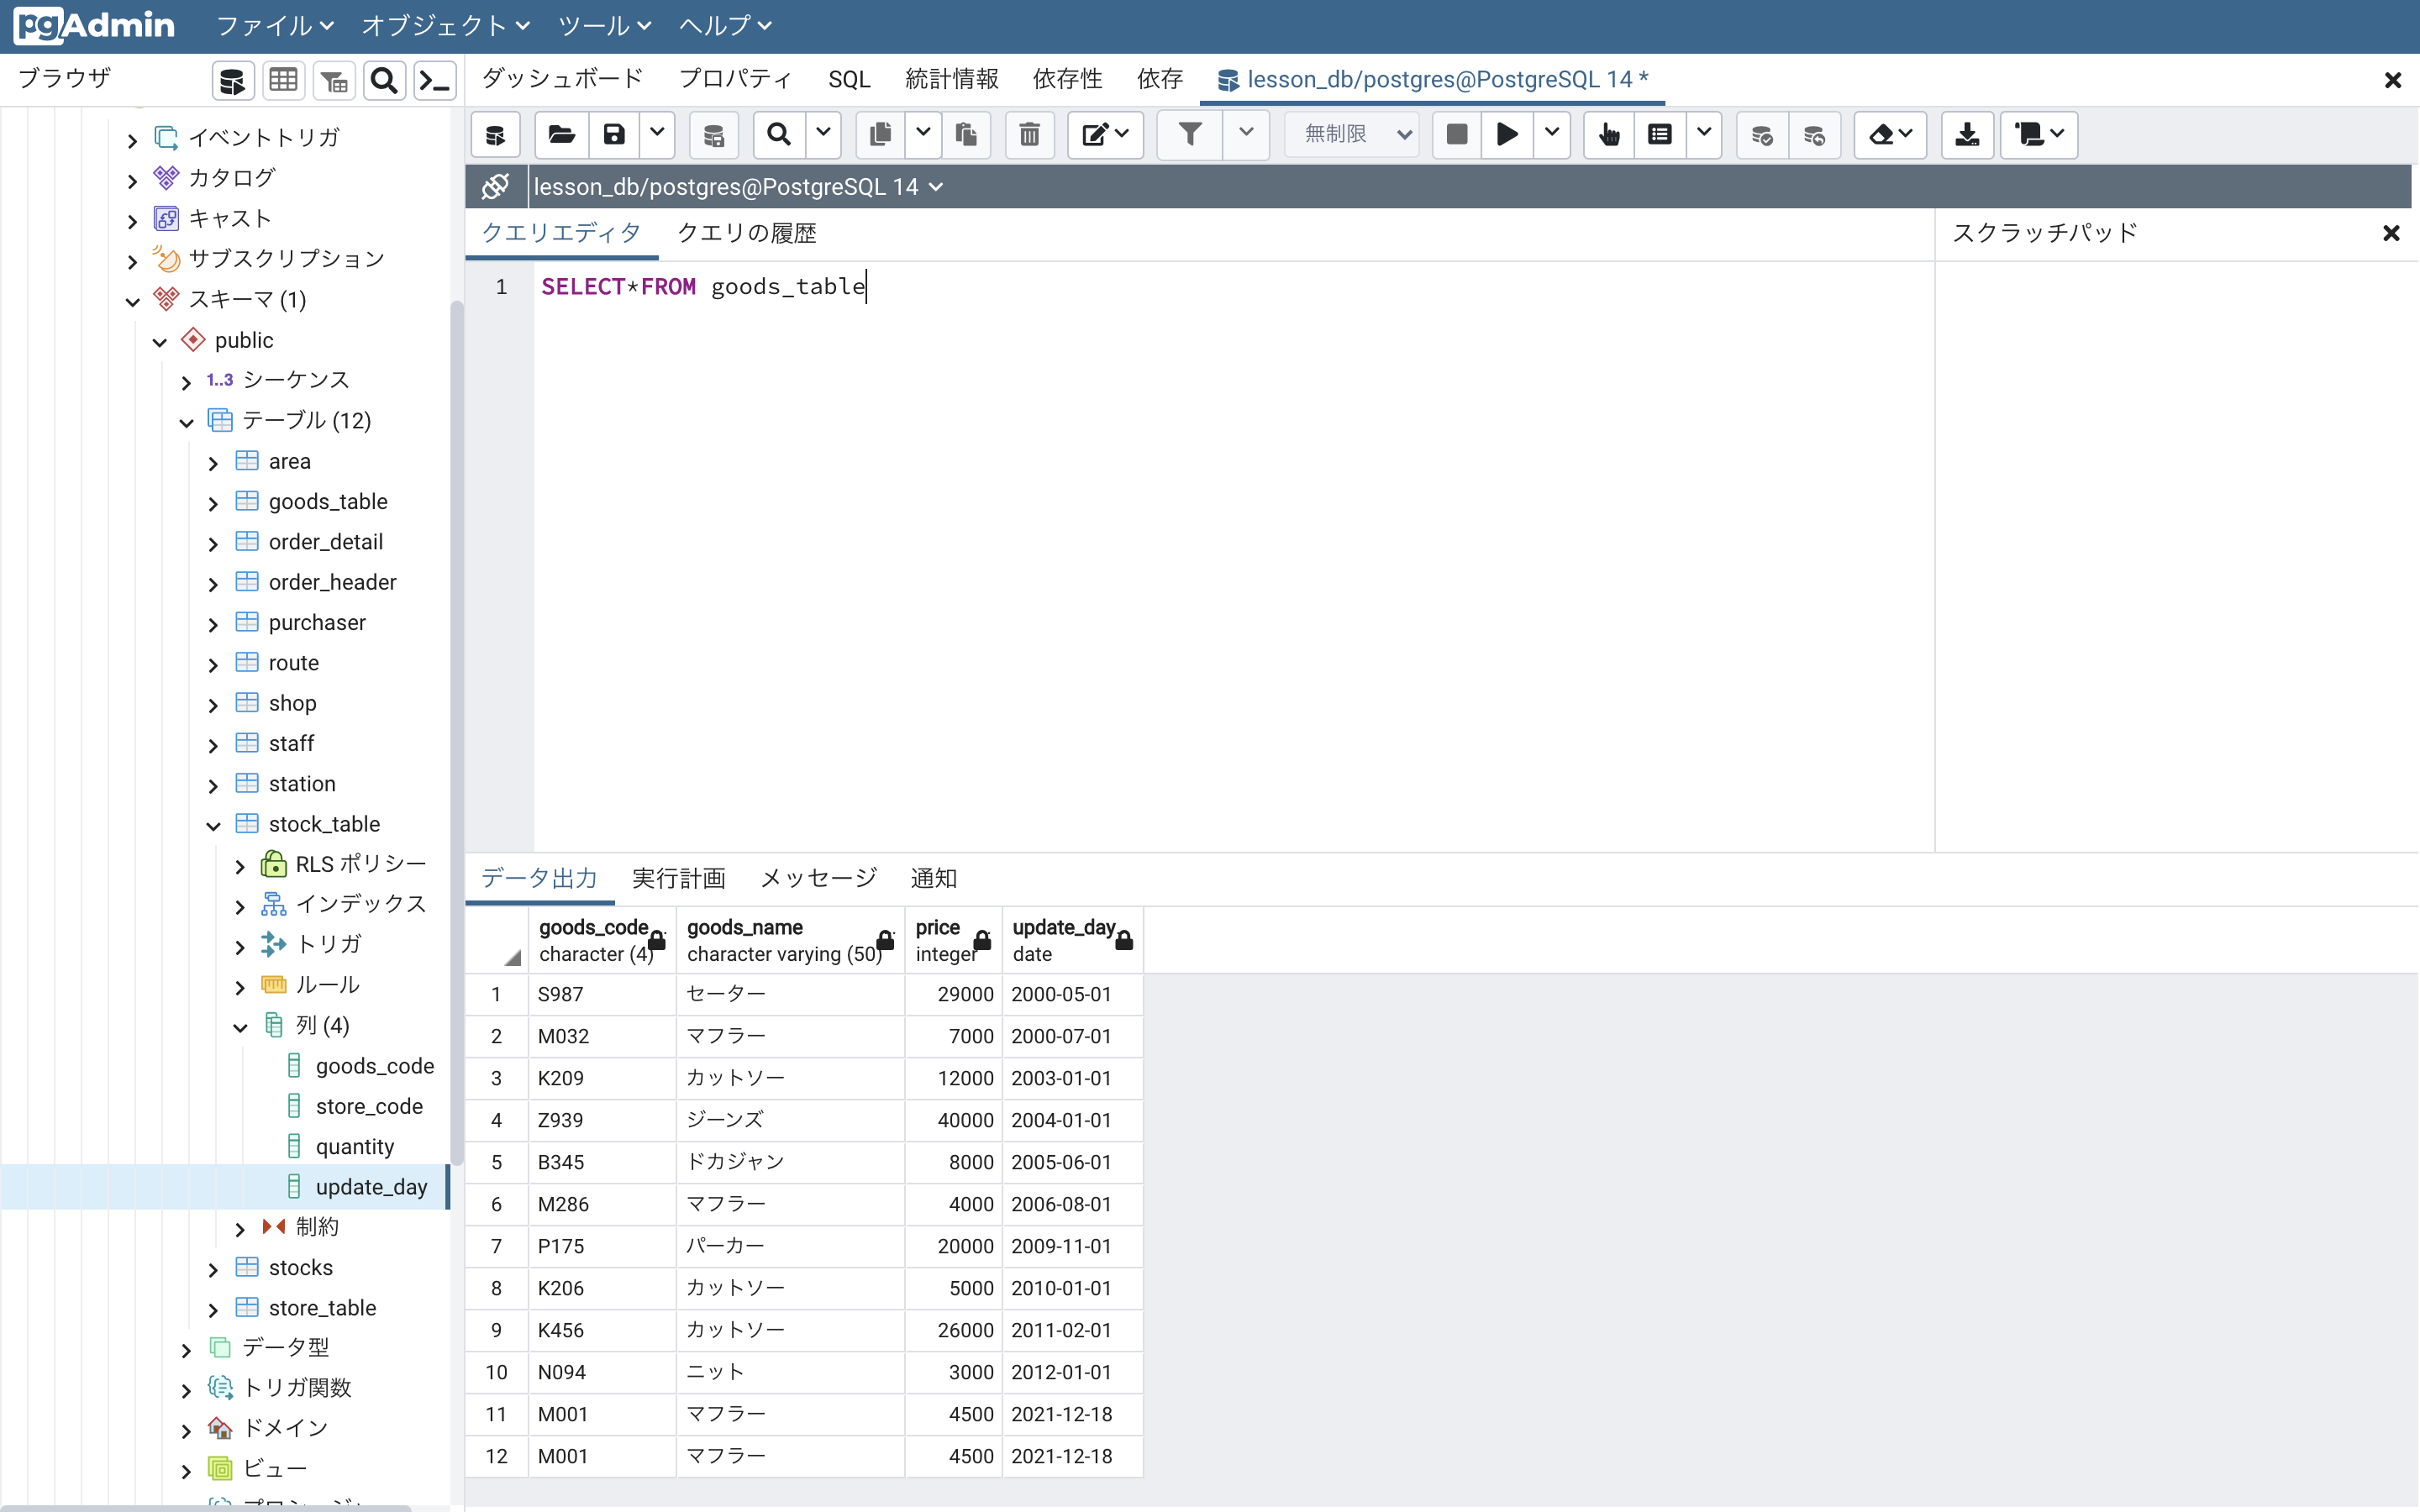 pgAdmin ファイル オブジェクト ツール ヘルプ
ブラウザ
ダッシュボード プロパティ SQL 統計情報 依存性 依存 lesson_db/postgres@PostgreSQL 14 *
イベントトリガ
カタログ
キャスト
サブスクリプション
スキーマ (1)
public
1..3 シーケンス
テーブル (12)
area
goods_table
order_detail
order_header
purchaser
route
shop
staff
station
stock_table
RLS ポリシー
インデックス
トリガ
ルール
列 (4)
goods_code
store_code
quantity
update_day
制約
stocks
store_table
データ型
トリガ関数
ドメイン
ビュー
無制限
lesson_db/postgres@PostgreSQL 14
クエリエディタ クエリの履歴
スクラッチパッド
1 SELECT*FROM goods_table
データ出力 実行計画 メッセージ 通知
goods_code goods_name price update_day
character (4) character varying (50) integer date
1 S987 セーター 29000 2000-05-01
2 M032 マフラー 7000 2000-07-01
3 K209 カットソー 12000 2003-01-01
4 Z939 ジーンズ 40000 2004-01-01
5 B345 ドカジャン 8000 2005-06-01
6 M286 マフラー 4000 2006-08-01
7 P175 パーカー 20000 2009-11-01
8 K206 カットソー 5000 2010-01-01
9 K456 カットソー 26000 2011-02-01
10 N094 ニット 3000 2012-01-01
11 M001 マフラー 4500 2021-12-18
12 M001 マフラー 4500 2021-12-18